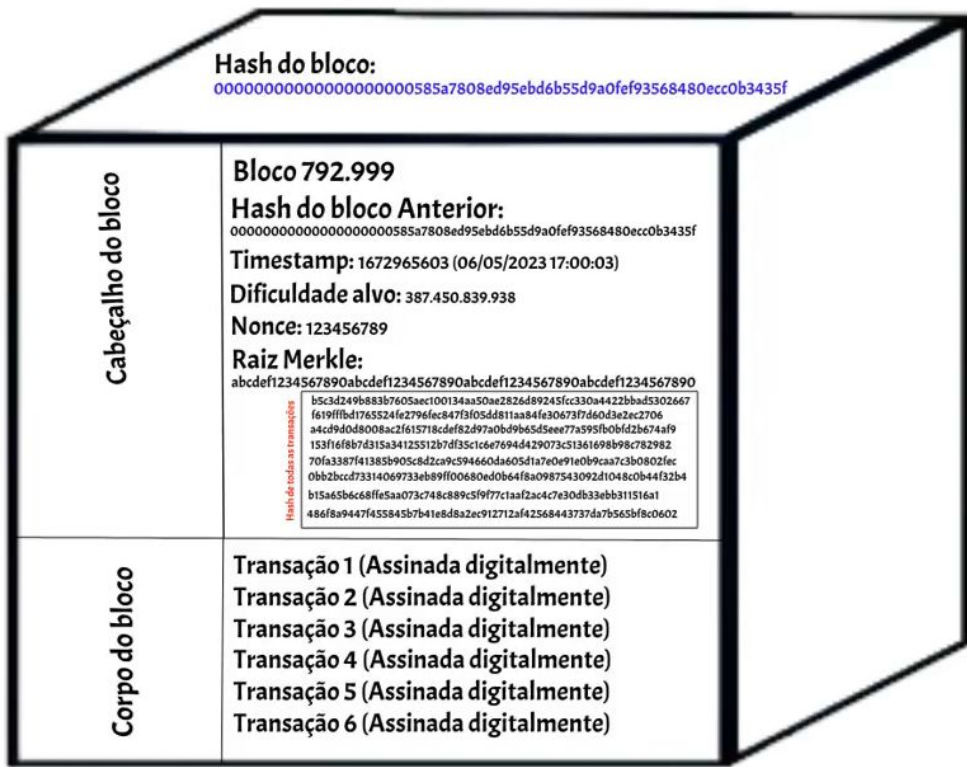 Hash do bloco:
00000000000000000000585a7808ed95ebd6b55d9a0fef93568480ecc0b3435f
Cabeçalho do bloco
Bloco 792.999
Hash do bloco Anterior:
00000000000000000000585a7808ed95ebd6b55d9a0fef93568480ecc0b3435f
Timestamp: 1672965603 (06/05/2023 17:00:03)
Dificuldade alvo: 387.450.839.938
Nonce: 123456789
Raiz Merkle:
abcdef1234567890abcdef1234567890abcdef1234567890abcdef1234567890
Hash de todas as transações
b5c3d249b883b7605aec100134aa50ae2826d89245fcc330a4422bbad5302667
f619fffbd1765524fe2796fec847f3f05dd811aa84fe30673f7d60d3e2ec2706
a4cd9d0d8008ac2f615718cdef82d97a0bd9b65d5eee77a595fb0bfd2b674af9
153f16f8b7d315a34125512b7df35c1c6e7694d429073c51361698b98c782982
70fa3387f41385b905c8d2ca9c594660da605d1a7e0e91e0b9caa7c3b0802fec
0bb2bccd73314069733eb89ff00680ed0b64f8a0987543092d1048c0b44f32b4
b15a65b6c68ffe5aa073c748c889c5f9f77c1aaf2ac4c7e30db33ebb311516a1
486f8a9447f455845b7b41e8d8a2ec912712af42568443737da7b565bf8c0602
Corpo do bloco
Transação 1 (Assinada digitalmente)
Transação 2 (Assinada digitalmente)
Transação 3 (Assinada digitalmente)
Transação 4 (Assinada digitalmente)
Transação 5 (Assinada digitalmente)
Transação 6 (Assinada digitalmente)